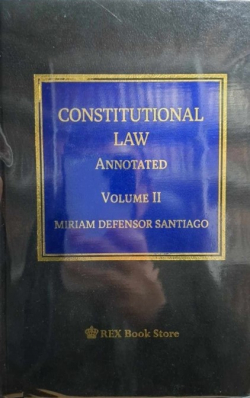 CONSTITUTIONAL
LAW
ANNOTATED
VOLUME II
MIRIAM DEFENSOR SANTIAGO
REX Book Store